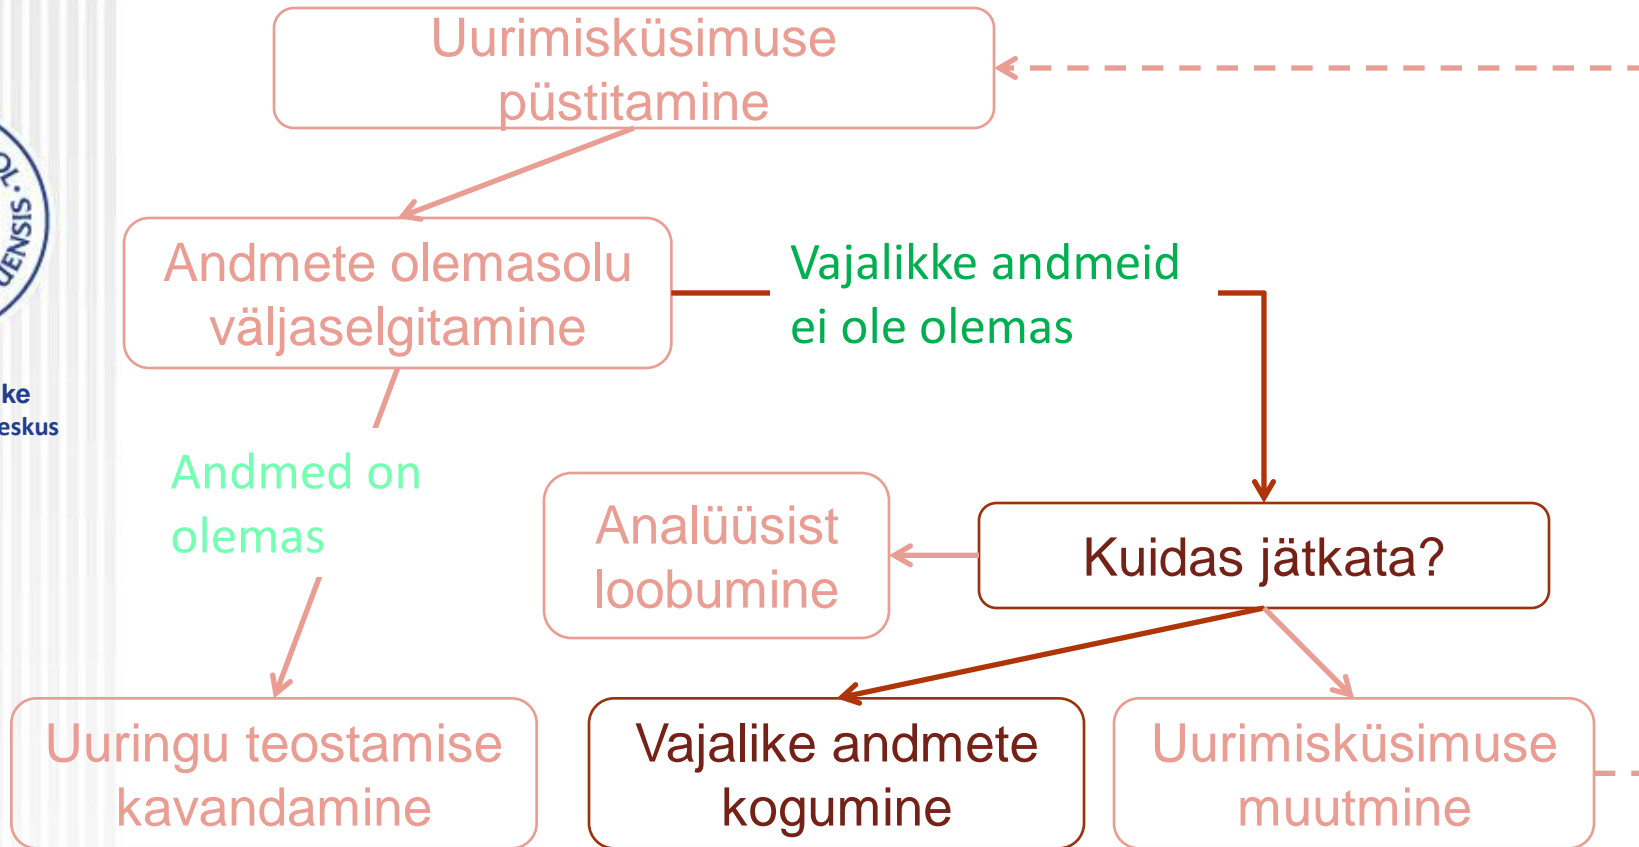 Uurimisküsimuse
püstitamine
Andmete olemasolu
väljaselgitamine
Vajalikke andmeid
ei ole olemas
Andmed on
olemas
Analüüsist
loobumine
Kuidas jätkata?
Uuringu teostamise
kavandamine
Vajalike andmete
kogumine
Uurimisküsimuse
muutmine